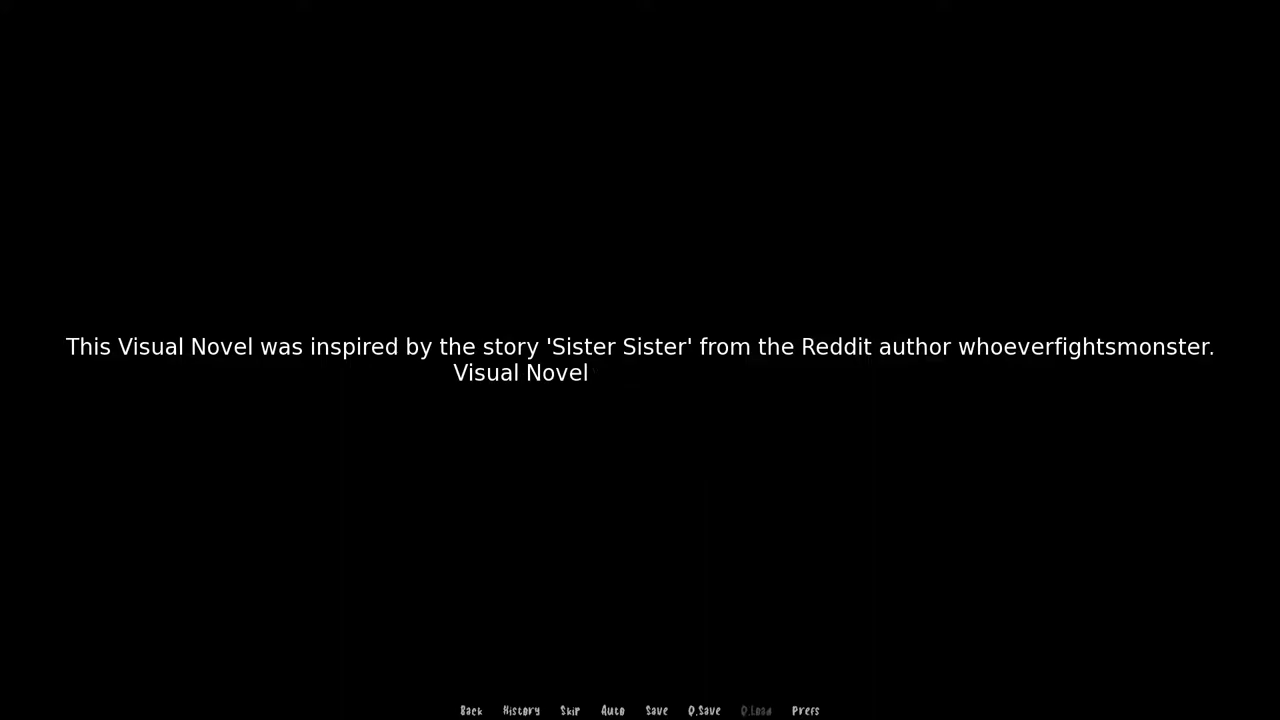 This Visual Novel was inspired by the story 'Sister Sister' from the Reddit author whoeverfightsmonster.
Visual Novel
Back History Skip Auto Save Q.Save Q.Load Prefs